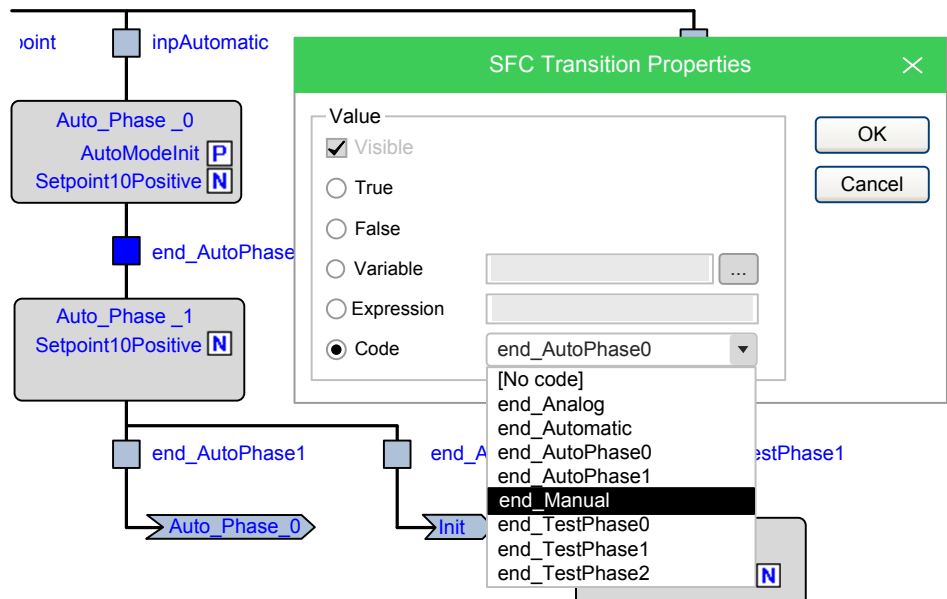 point
inpAutomatic
SFC Transition Properties
Auto_Phase _0
AutoModeInit P
Setpoint10Positive N
end_AutoPhase
Auto_Phase _1
Setpoint10Positive N
Value
Visible
True
False
Variable
...
Expression
Code
end_AutoPhase0
OK
Cancel
[No code]
end_Analog
end_Automatic
end_AutoPhase0
end_AutoPhase1
end_Manual
end_TestPhase0
end_TestPhase1
end_TestPhase2
end_AutoPhase1
end_A
estPhase1
Auto_Phase_0
Init
N